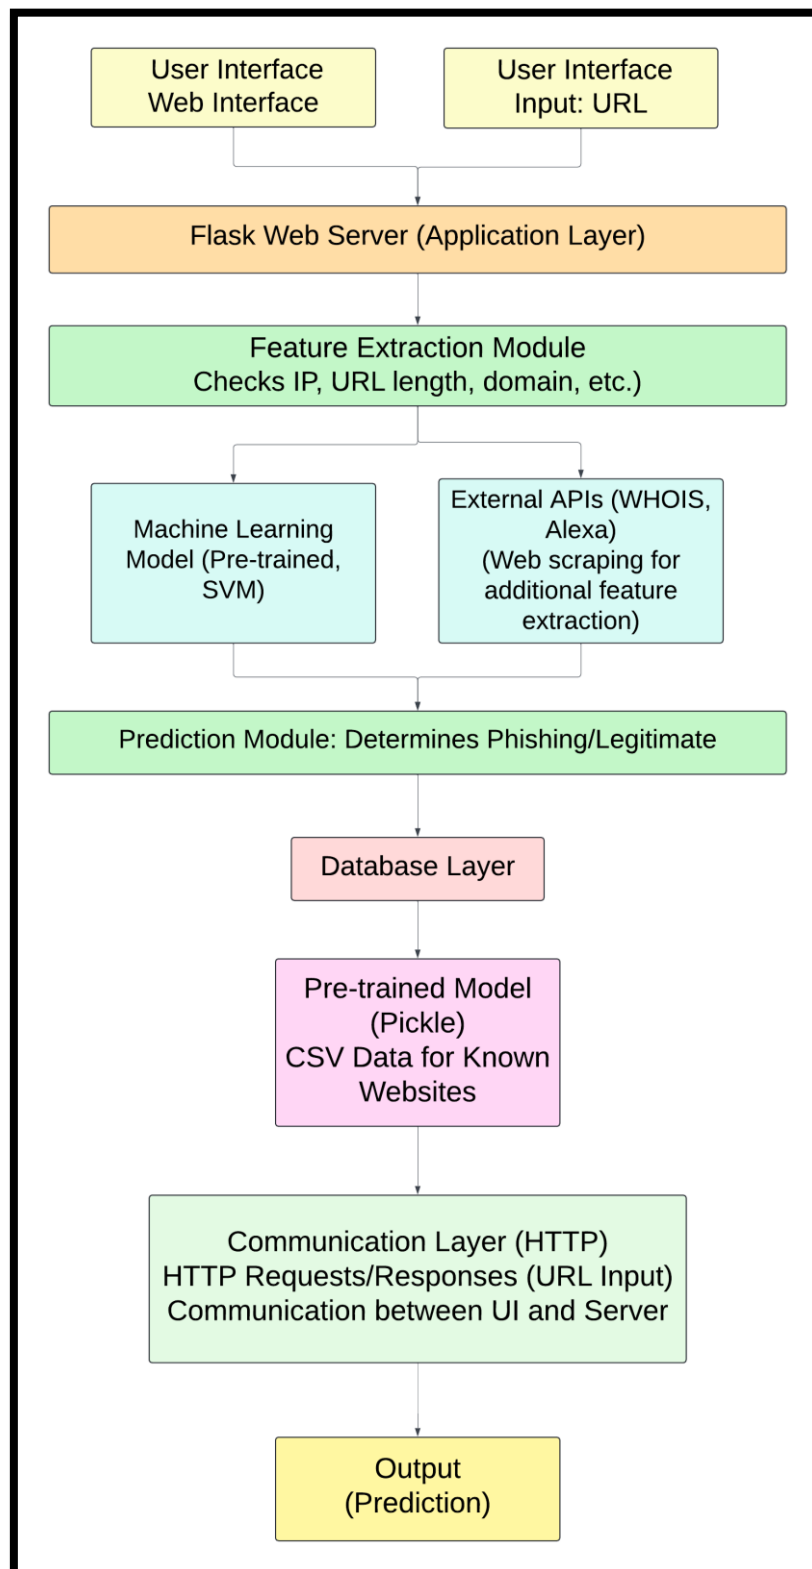 User Interface
Web Interface
User Interface
Input: URL
Flask Web Server (Application Layer)
Feature Extraction Module
Checks IP, URL length, domain, etc.)
Machine Learning
Model (Pre-trained,
SVM)
External APIs (WHOIS,
Alexa)
(Web scraping for
additional feature
extraction)
Prediction Module: Determines Phishing/Legitimate
Database Layer
Pre-trained Model
(Pickle)
CSV Data for Known
Websites
Communication Layer (HTTP)
HTTP Requests/Responses (URL Input)
Communication between UI and Server
Output
(Prediction)